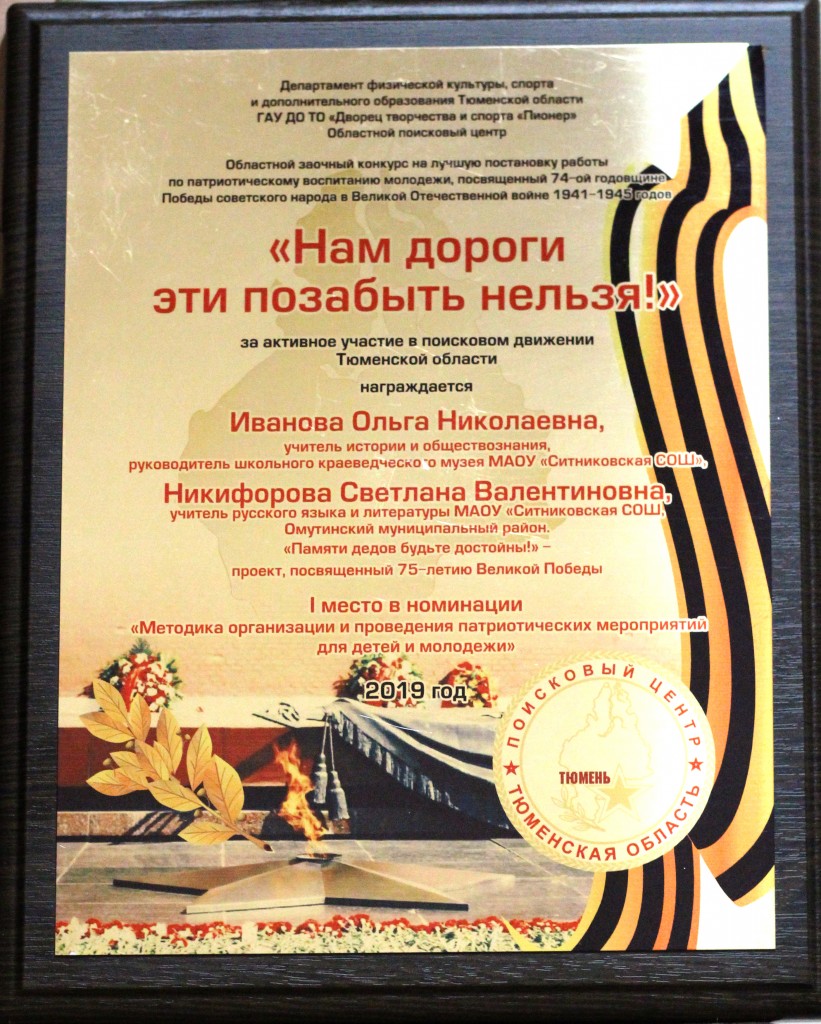 Департамент физической культуры, спорта
и дополнительного образования Тюменской области
ГАУ ДО ТО «Дворец творчества и спорта «Пионер»
Областной поисковый центр
Областной заочный конкурс на лучшую постановку работы
по патриотическому воспитанию молодежи, посвященный 74-ой годовщине
Победы советского народа в Великой Отечественной войне 1941-1945 годов
«Нам дороги
эти позабыть нельзя!»
за активное участие в поисковом движении
Тюменской области
награждается
Иванова Ольга Николаевна,
учитель истории и обществознания,
руководитель школьного краеведческого музея МАОУ «Ситниковская СОШ»,
Никифорова Светлана Валентиновна,
учитель русского языка и литературы МАОУ «Ситниковская СОШ,
Омутинский муниципальный район.
«Памяти дедов будьте достойны!» –
проект, посвященный 75-летию Великой Победы
I место в номинации
«Методика организации и проведения патриотических мероприятий
для детей и молодежи»
2019 год
ПОИСКОВЫЙ ЦЕНТР
ТЮМЕНЬ
ТЮМЕНСКАЯ ОБЛАСТЬ